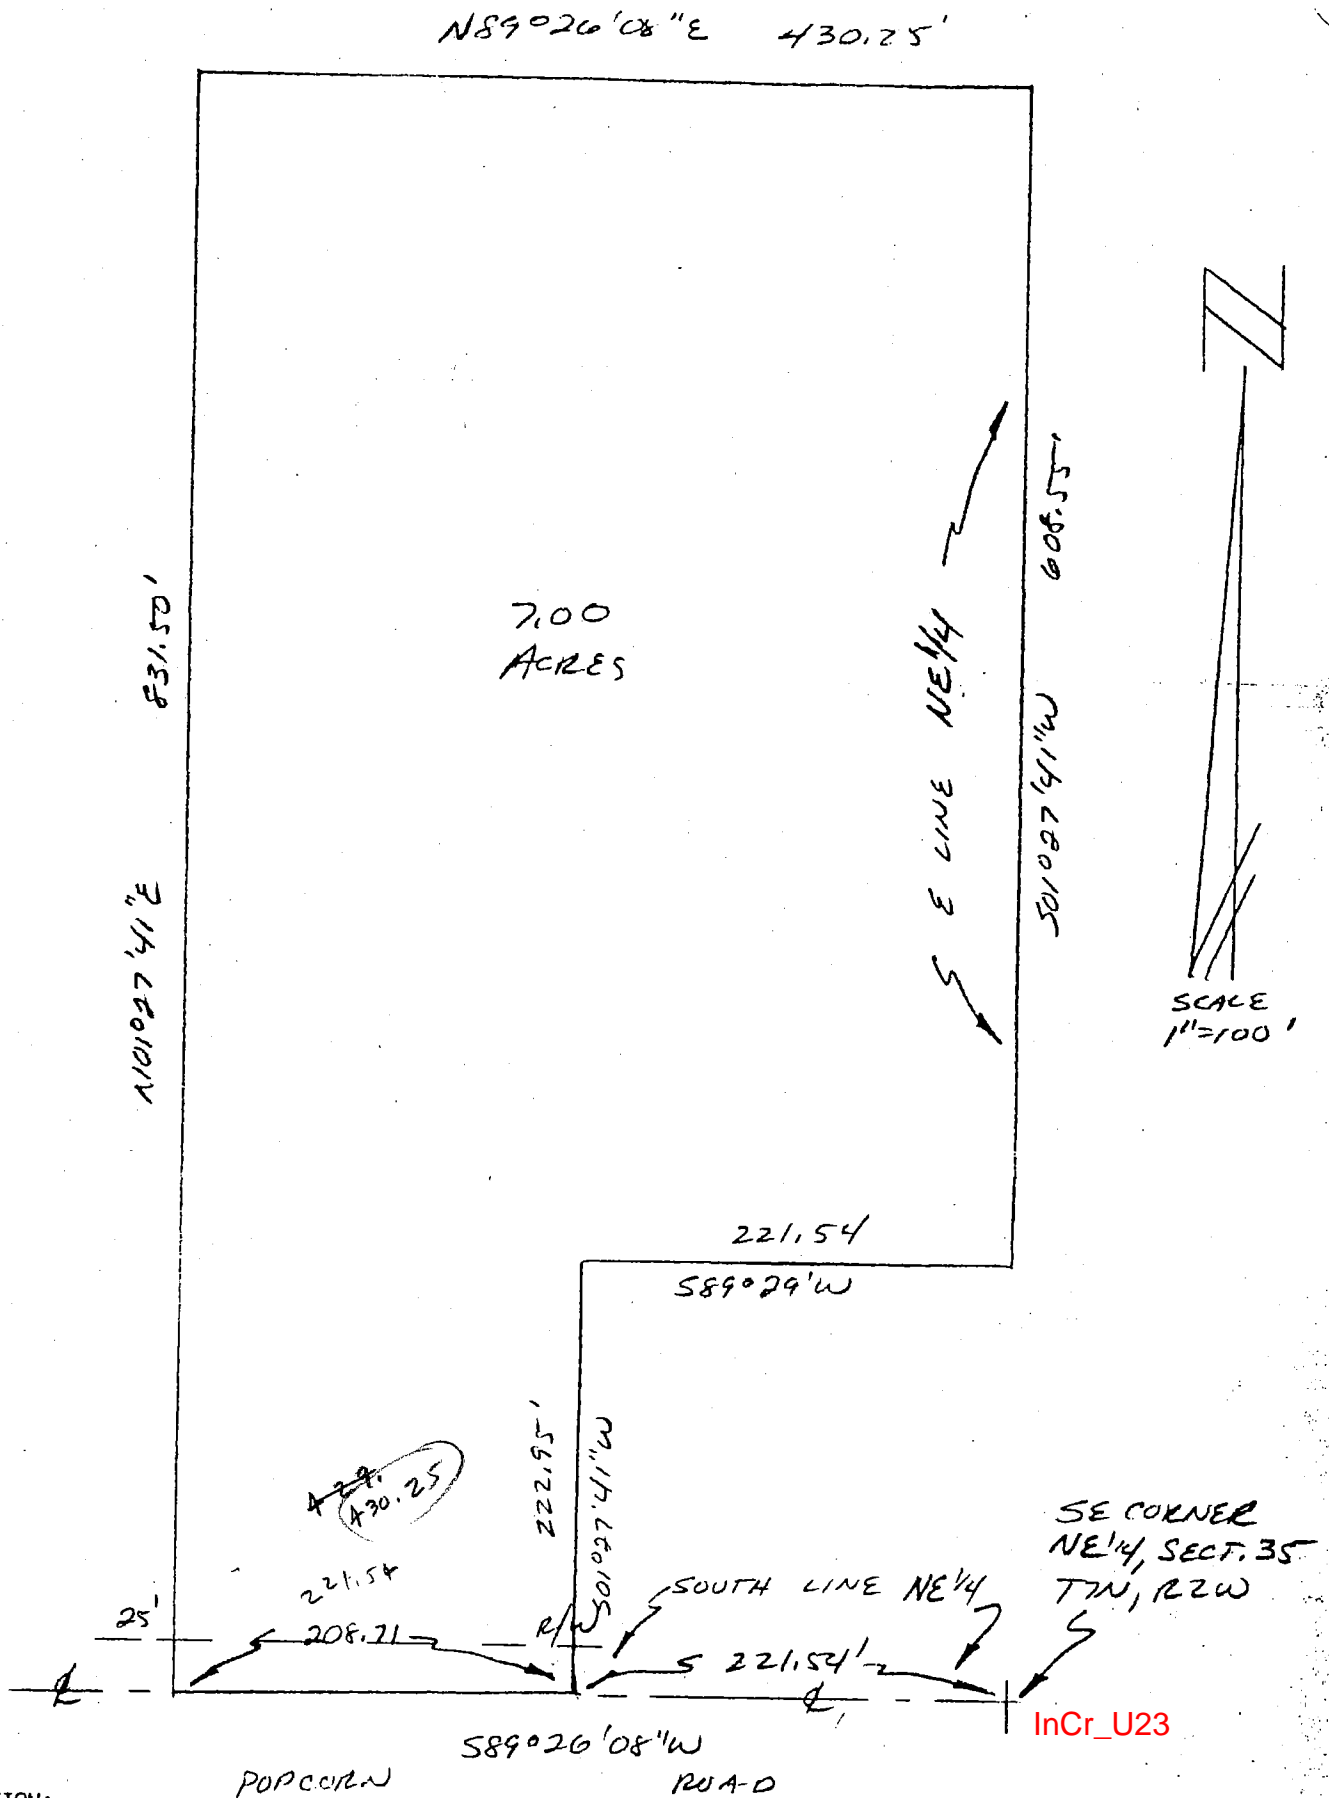 N89°26'08"E 430.25'
831.50'
N01°27'41"E
7.00
ACRES
E LINE NE1/4
608.55'
S01°27'41"W
SCALE
1"=100'
221.54
S89°29'W
222.95'
S01°27'41"W
429.
430.25
221.54
25'
208.71
R/W
SOUTH LINE NE1/4
221.54'
SE CORNER
NE1/4, SECT. 35
T7N, R2W
InCr_U23
S89°26'08"W
POPCORN ROAD